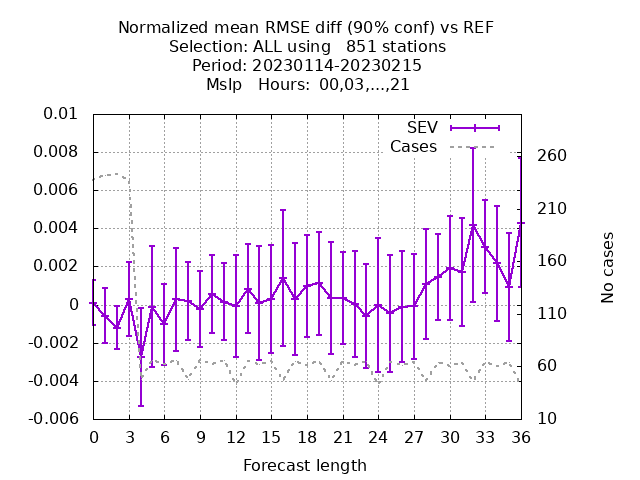 Normalized mean RMSE diff (90% conf) vs REF
Selection: ALL using   851 stations
Period: 20230114-20230215
Mslp   Hours:  00,03,...,21
SEV
Cases
0.01
0.008
0.006
0.004
0.002
0
-0.002
-0.004
-0.006
260
210
160
110
60
10
No cases
0 3 6 9 12 15 18 21 24 27 30 33 36
Forecast length